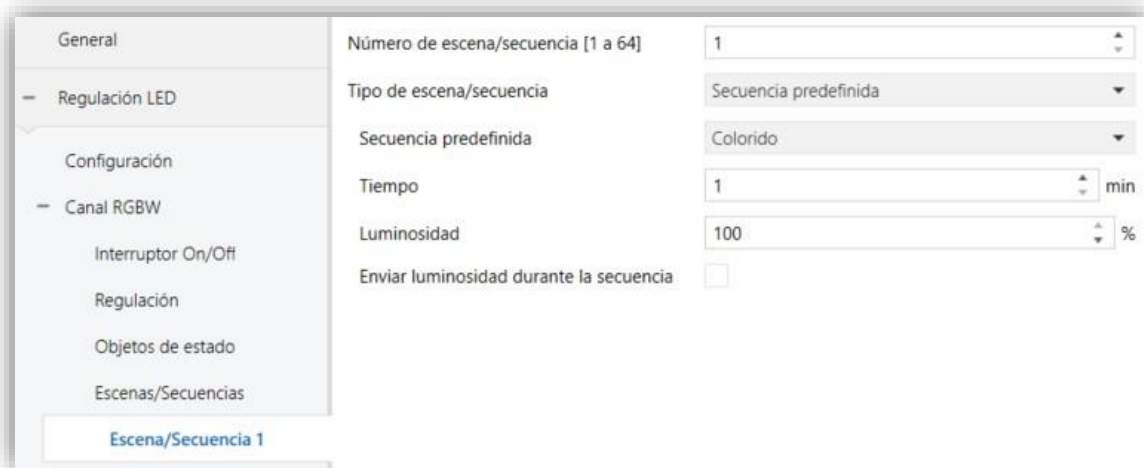 General
Regulación LED
Configuración
Canal RGBW
Interruptor On/Off
Regulación
Objetos de estado
Escenas/Secuencias
Escena/Secuencia 1
Número de escena/secuencia [1 a 64] 1
Tipo de escena/secuencia Secuencia predefinida
Secuencia predefinida Colorido
Tiempo 1 min
Luminosidad 100 %
Enviar luminosidad durante la secuencia